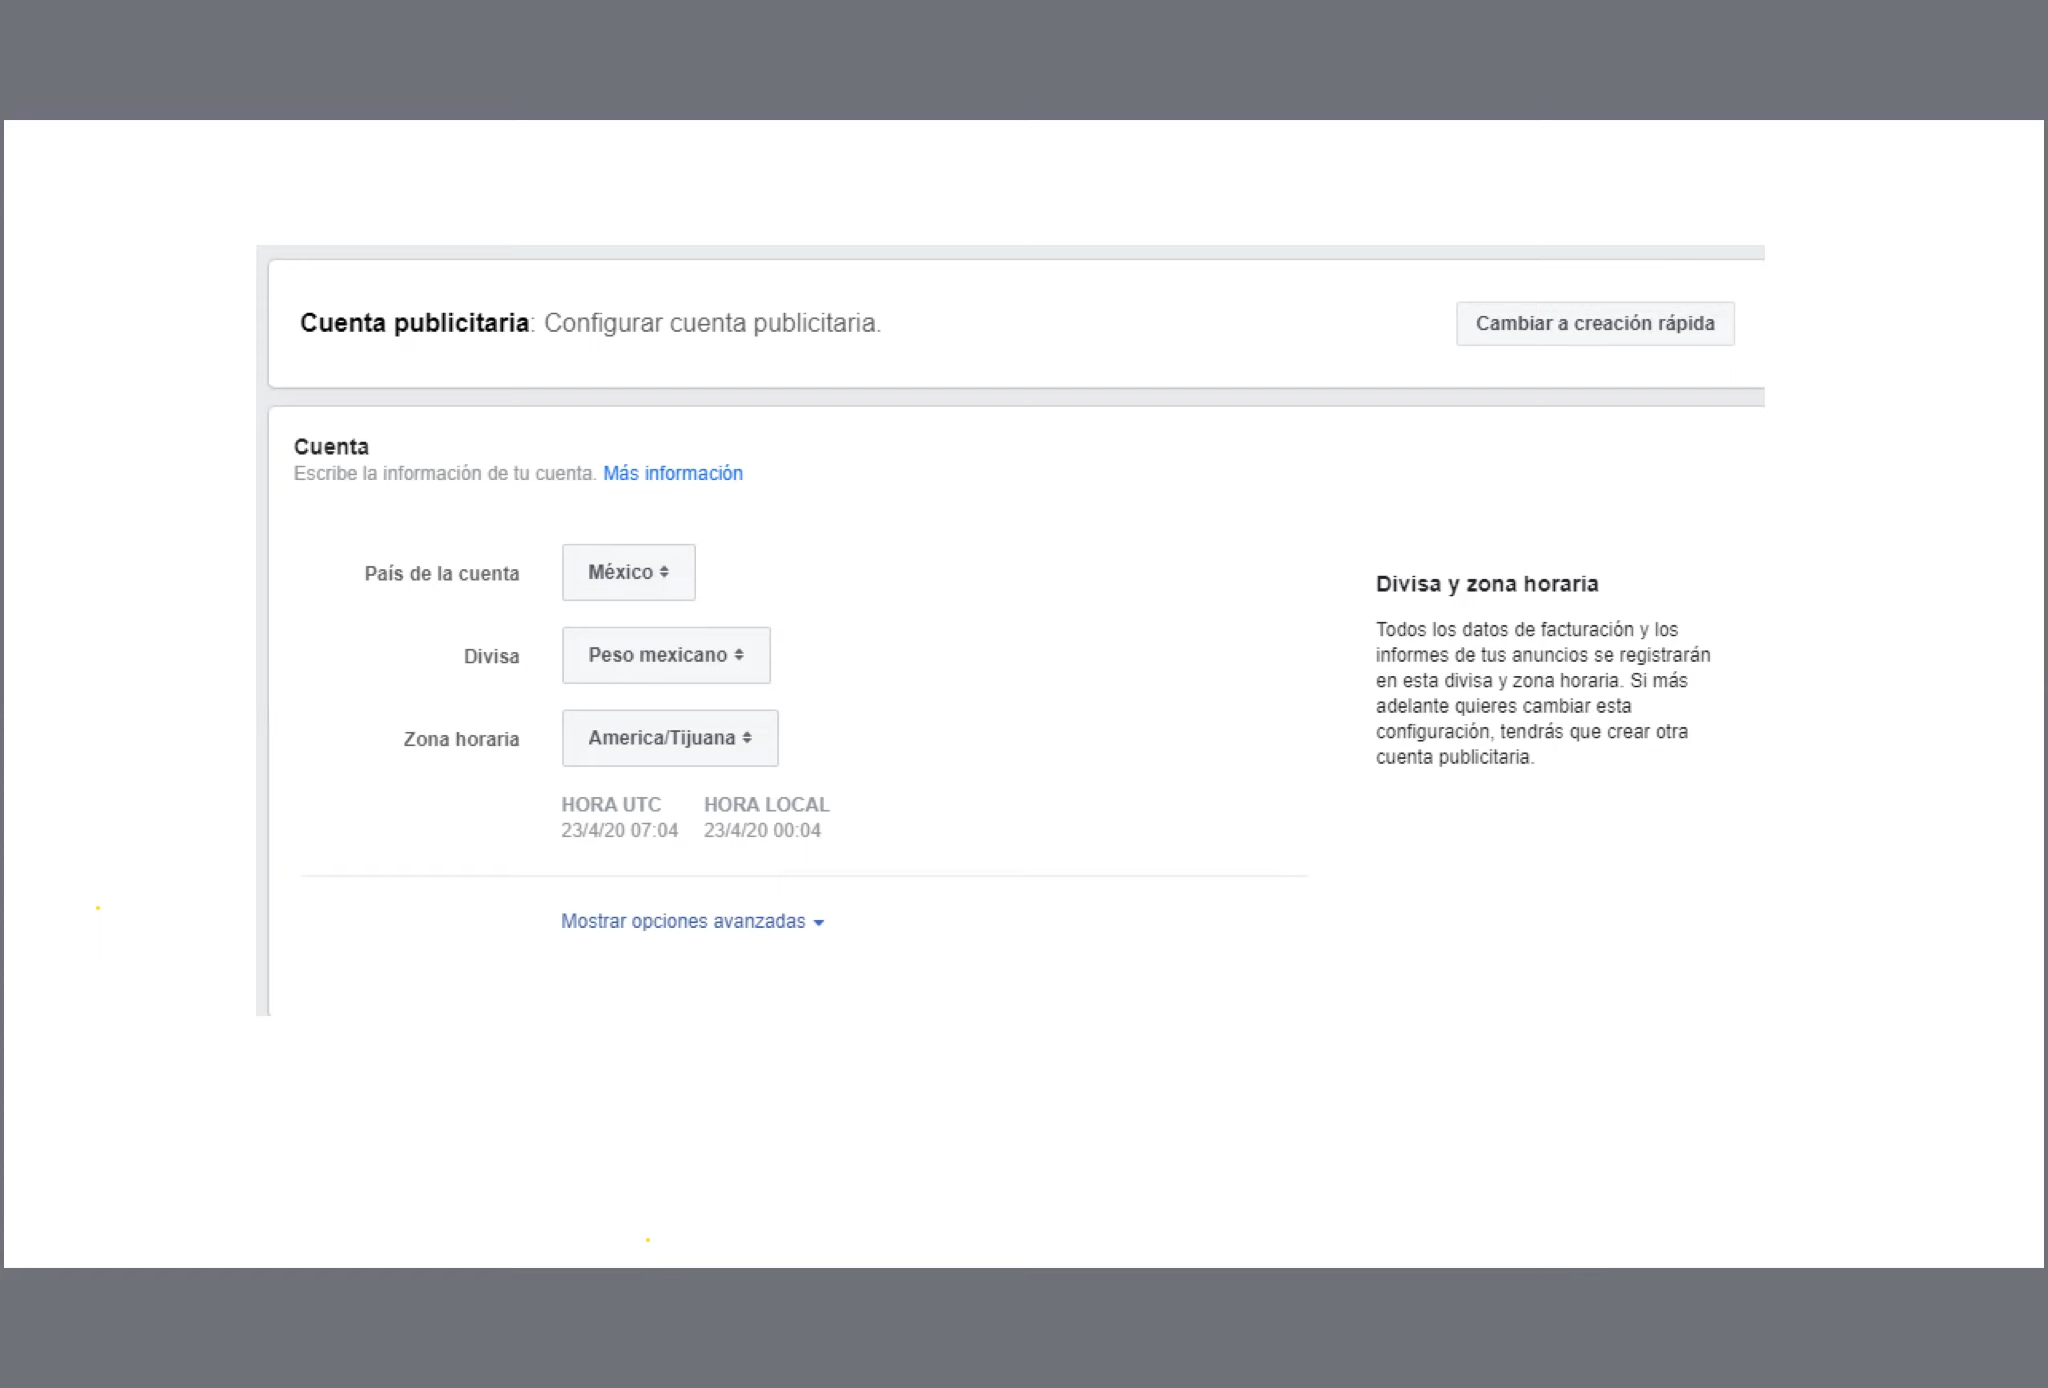 Cuenta publicitaria: Configurar cuenta publicitaria.
Cambiar a creación rápida
Cuenta
Escribe la información de tu cuenta. Más información
País de la cuenta
México
Divisa
Peso mexicano
Zona horaria
America/Tijuana
HORA UTC
HORA LOCAL
23/4/20 07:04
23/4/20 00:04
Mostrar opciones avanzadas
Divisa y zona horaria
Todos los datos de facturación y los
informes de tus anuncios se registrarán
en esta divisa y zona horaria. Si más
adelante quieres cambiar esta
configuración, tendrás que crear otra
cuenta publicitaria.